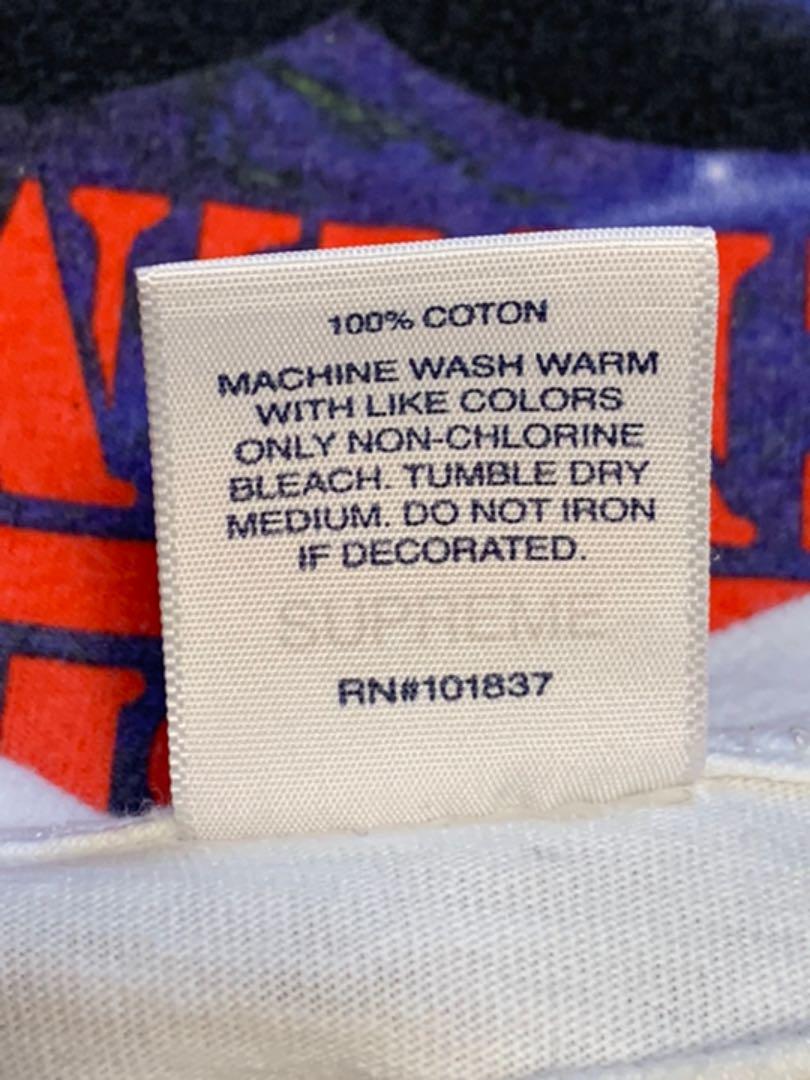 100% COTON
MACHINE WASH WARM
WITH LIKE COLORS
ONLY NON-CHLORINE
BLEACH. TUMBLE DRY
MEDIUM. DO NOT IRON
IF DECORATED.
SUPREME
RN#101837